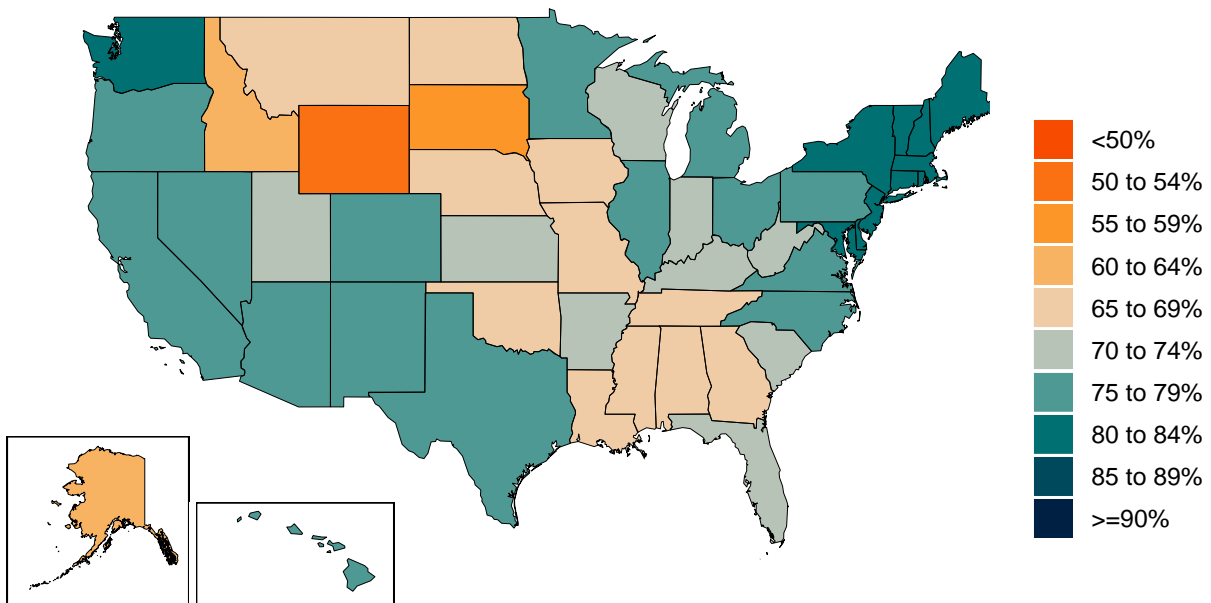 <50%
50 to 54%
55 to 59%
60 to 64%
65 to 69%
70 to 74%
75 to 79%
80 to 84%
85 to 89%
>=90%